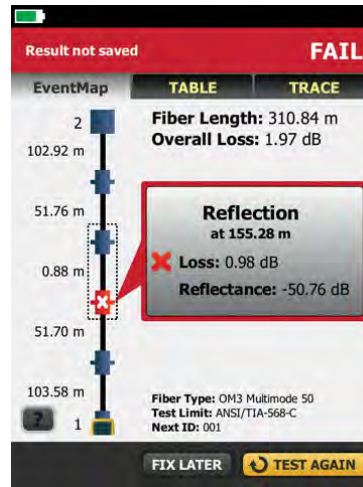 Result not saved
FAIL
EventMap
TABLE
TRACE
2
102.92 m
51.76 m
0.88 m
51.70 m
103.58 m
?
1
Fiber Length: 310.84 m
Overall Loss: 1.97 dB
Reflection
at 155.28 m
Loss: 0.98 dB
Reflectance: -50.76 dB
Fiber Type: OM3 Multimode 50
Test Limit: ANSI/TIA-568-C
Next ID: 001
FIX LATER
TEST AGAIN